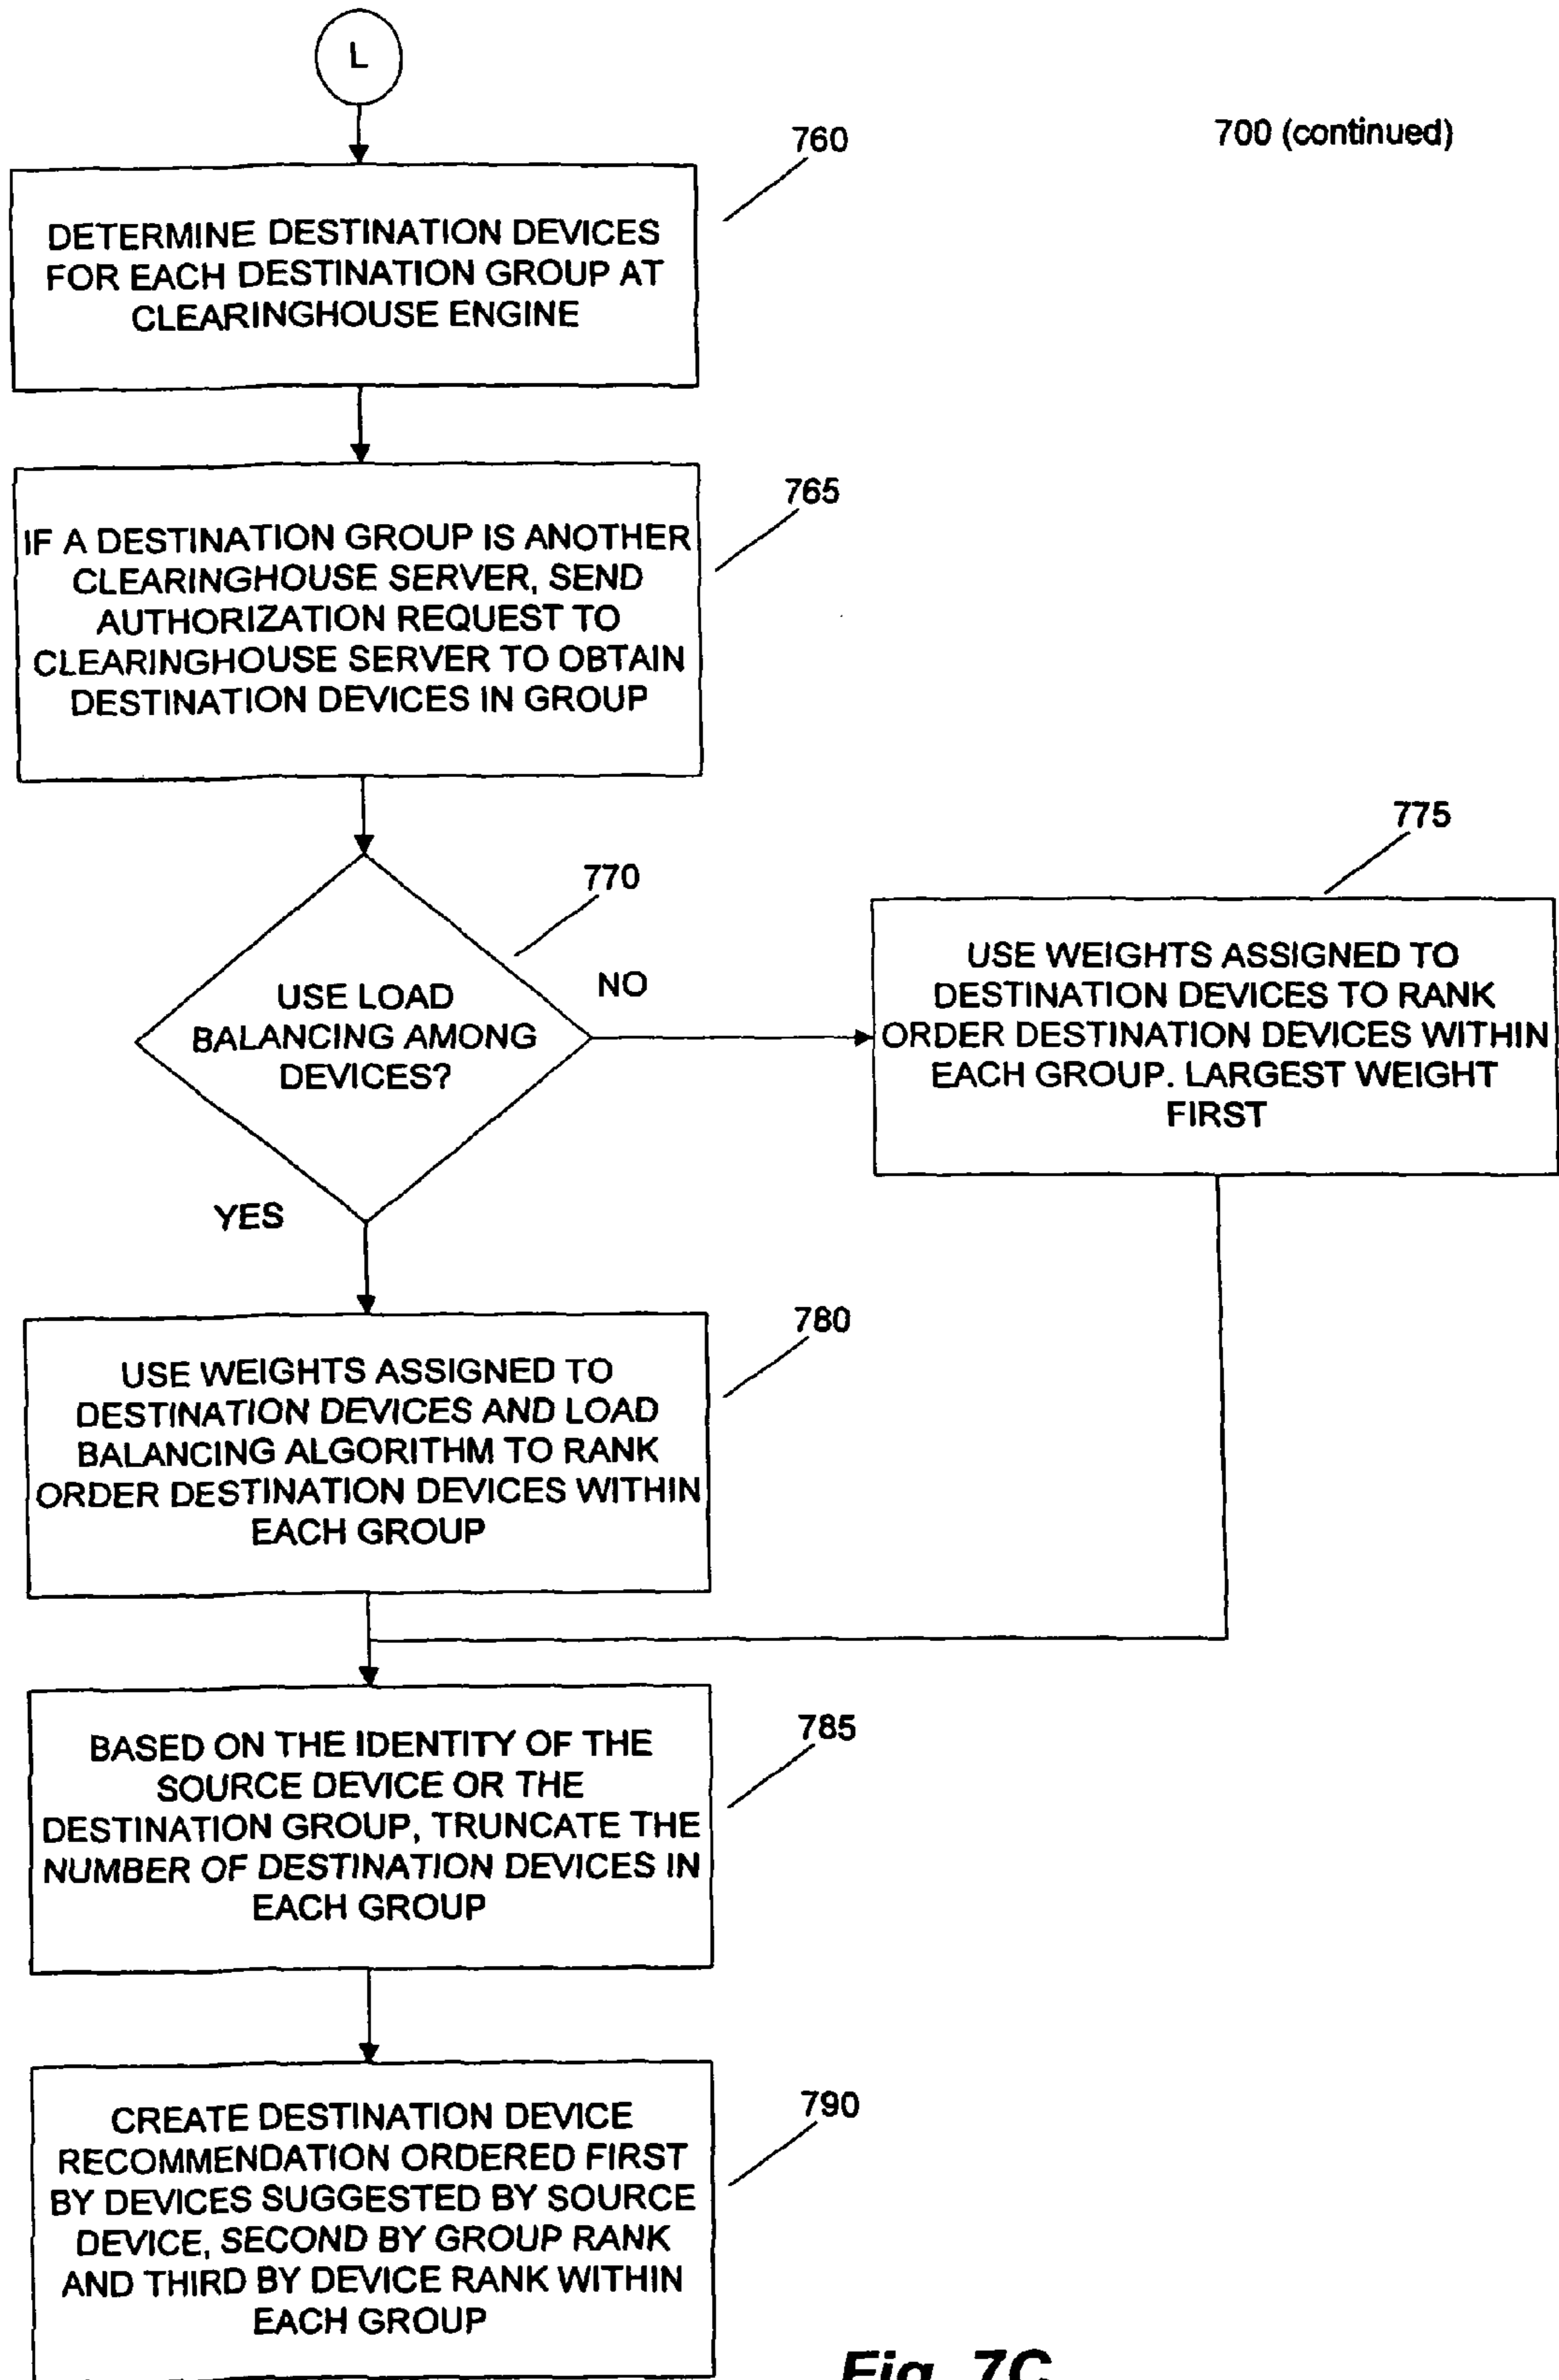 L
700 (continued)
760
DETERMINE DESTINATION DEVICES
FOR EACH DESTINATION GROUP AT
CLEARINGHOUSE ENGINE
765
IF A DESTINATION GROUP IS ANOTHER
CLEARINGHOUSE SERVER, SEND
AUTHORIZATION REQUEST TO
CLEARINGHOUSE SERVER TO OBTAIN
DESTINATION DEVICES IN GROUP
770
USE LOAD
BALANCING AMONG
DEVICES?
NO
YES
775
USE WEIGHTS ASSIGNED TO
DESTINATION DEVICES TO RANK
ORDER DESTINATION DEVICES WITHIN
EACH GROUP. LARGEST WEIGHT
FIRST
780
USE WEIGHTS ASSIGNED TO
DESTINATION DEVICES AND LOAD
BALANCING ALGORITHM TO RANK
ORDER DESTINATION DEVICES WITHIN
EACH GROUP
785
BASED ON THE IDENTITY OF THE
SOURCE DEVICE OR THE
DESTINATION GROUP, TRUNCATE THE
NUMBER OF DESTINATION DEVICES IN
EACH GROUP
790
CREATE DESTINATION DEVICE
RECOMMENDATION ORDERED FIRST
BY DEVICES SUGGESTED BY SOURCE
DEVICE, SECOND BY GROUP RANK
AND THIRD BY DEVICE RANK WITHIN
EACH GROUP
Fig. 7C